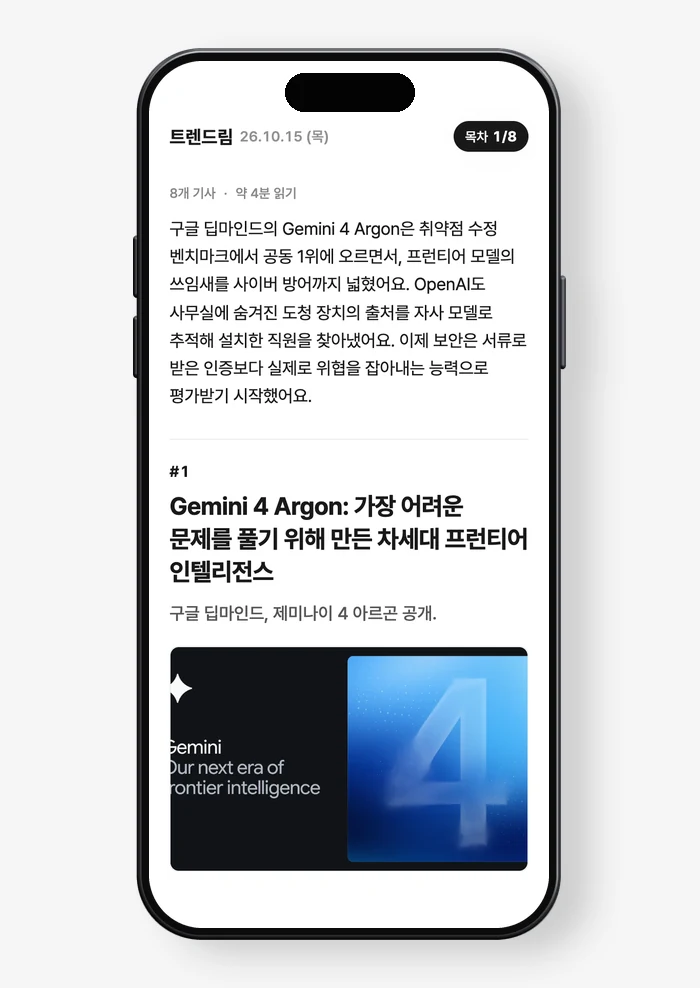 트렌드림 26.10.15 (목) 목차 1/8
8개 기사 · 약 4분 읽기
구글 딥마인드의 Gemini 4 Argon은 취약점 수정
벤치마크에서 공동 1위에 오르면서, 프런티어 모델의
쓰임새를 사이버 방어까지 넓혔어요. OpenAI도
사무실에 숨겨진 도청 장치의 출처를 자사 모델로
추적해 설치한 직원을 찾아냈어요. 이제 보안은 서류로
받은 인증보다 실제로 위협을 잡아내는 능력으로
평가받기 시작했어요.
#1
Gemini 4 Argon: 가장 어려운
문제를 풀기 위해 만든 차세대 프런티어
인텔리전스
구글 딥마인드, 제미나이 4 아르곤 공개.
Gemini
Our next era of
rontier intelligence
4